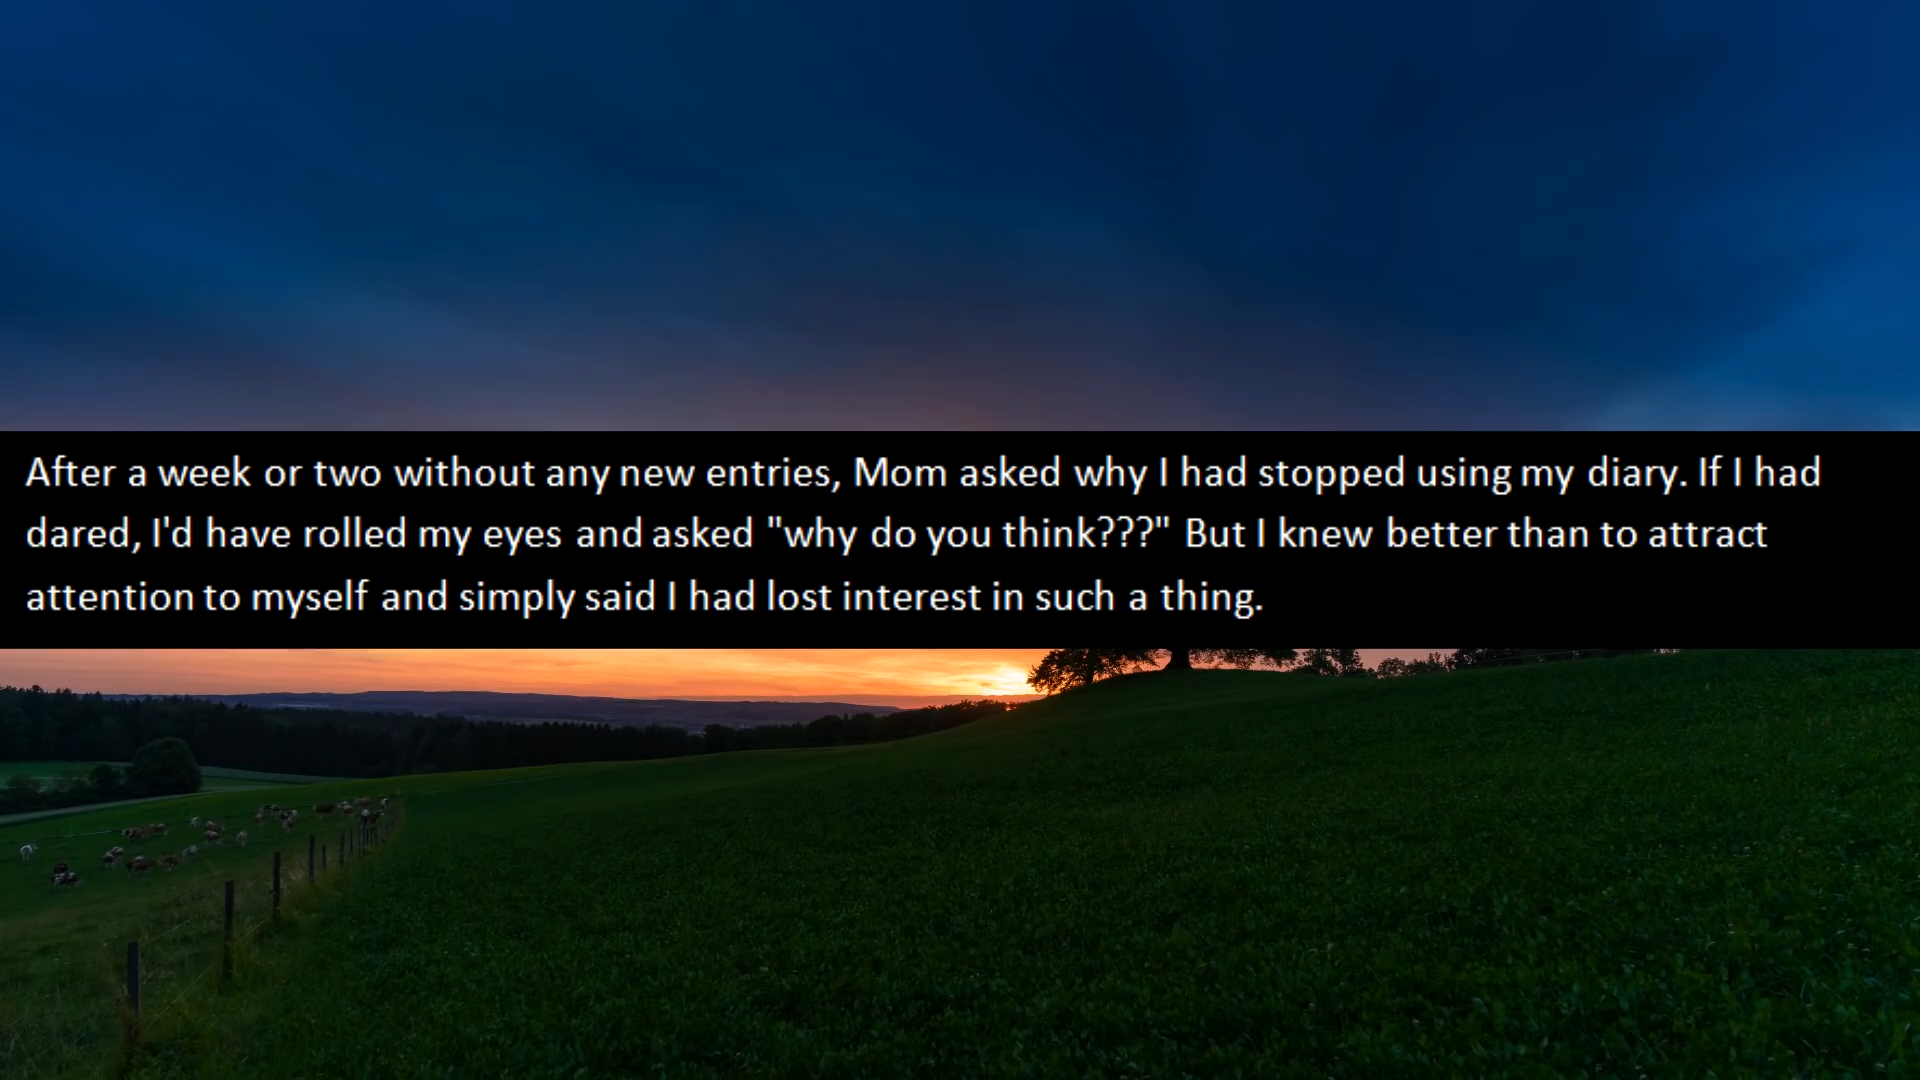 After a week or two without any new entries, Mom asked why I had stopped using my diary. If I had
dared, I'd have rolled my eyes and asked "why do you think???" But I knew better than to attract
attention to myself and simply said I had lost interest in such a thing.